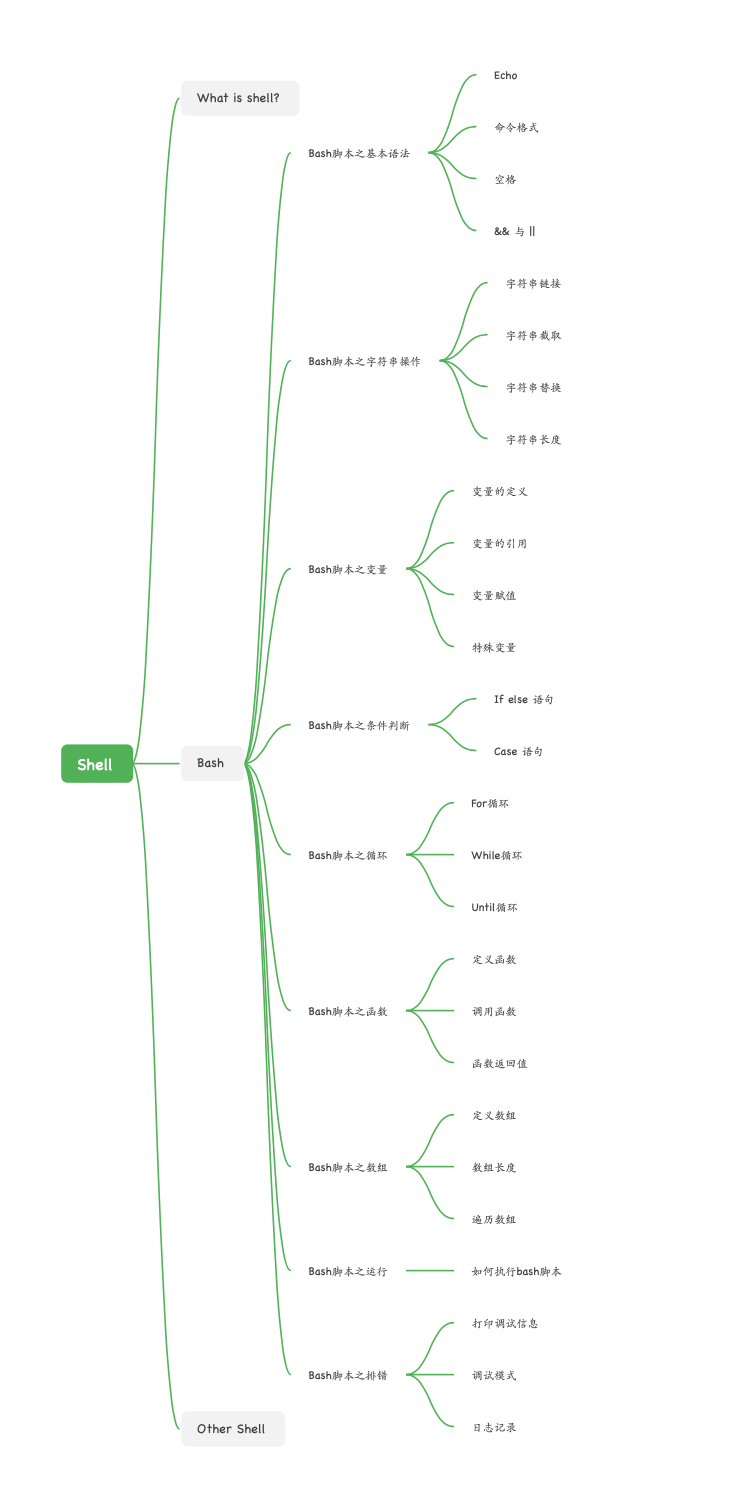 Shell
What is shell?
Bash
Bash脚本之基本语法
Echo
命令格式
空格
&& 与 ||
Bash脚本之字符串操作
字符串链接
字符串截取
字符串替换
字符串长度
Bash脚本之变量
变量的定义
变量的引用
变量赋值
特殊变量
Bash脚本之条件判断
If else 语句
Case 语句
Bash脚本之循环
For循环
While循环
Until循环
Bash脚本之函数
定义函数
调用函数
函数返回值
Bash脚本之数组
定义数组
数组长度
遍历数组
Bash脚本之运行
如何执行bash脚本
Bash脚本之排错
打印调试信息
调试模式
日志记录
Other Shell